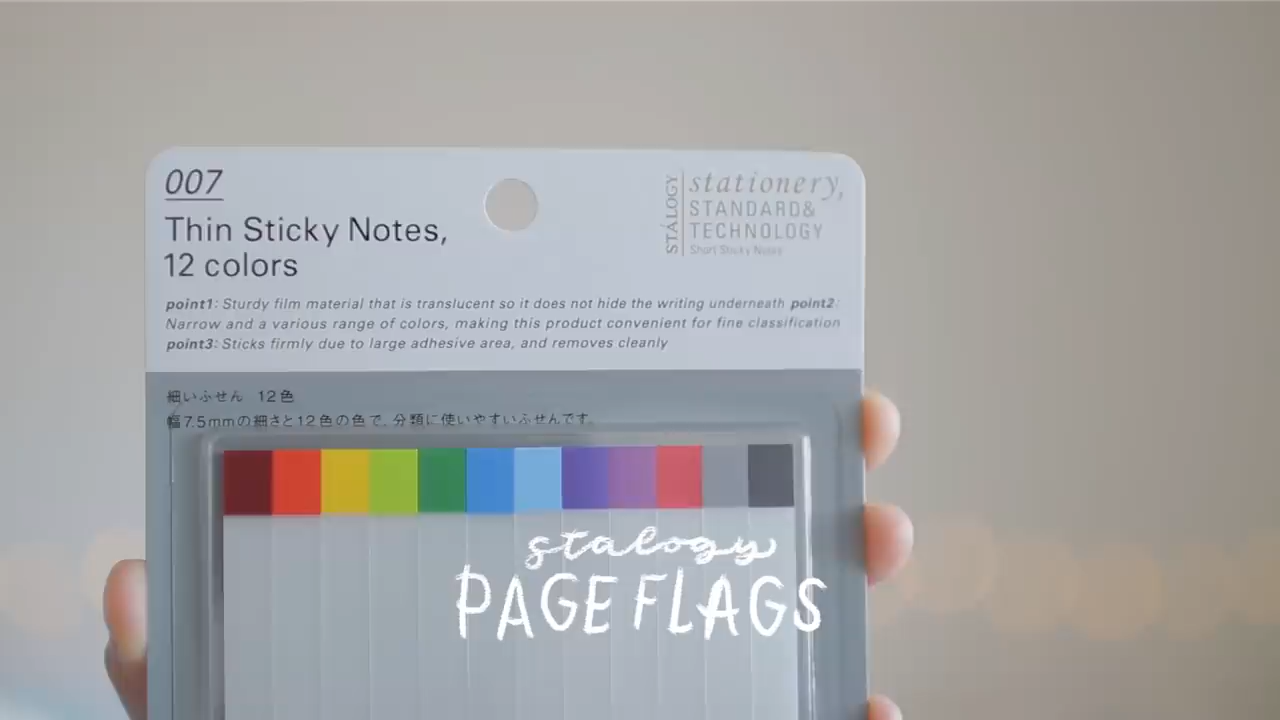 007
Thin Sticky Notes,
12 colors
STÁLOGY
stationery,
STANDARD&
TECHNOLOGY
Short Sticky Notes
point1: Sturdy film material that is translucent so it does not hide the writing underneath point2:
Narrow and a various range of colors, making this product convenient for fine classification
point3: Sticks firmly due to large adhesive area, and removes cleanly
細いふせん 12色
幅7.5mmの細さと12色の色で、分類に使いやすいふせんです。
stalogy
PAGE FLAGS